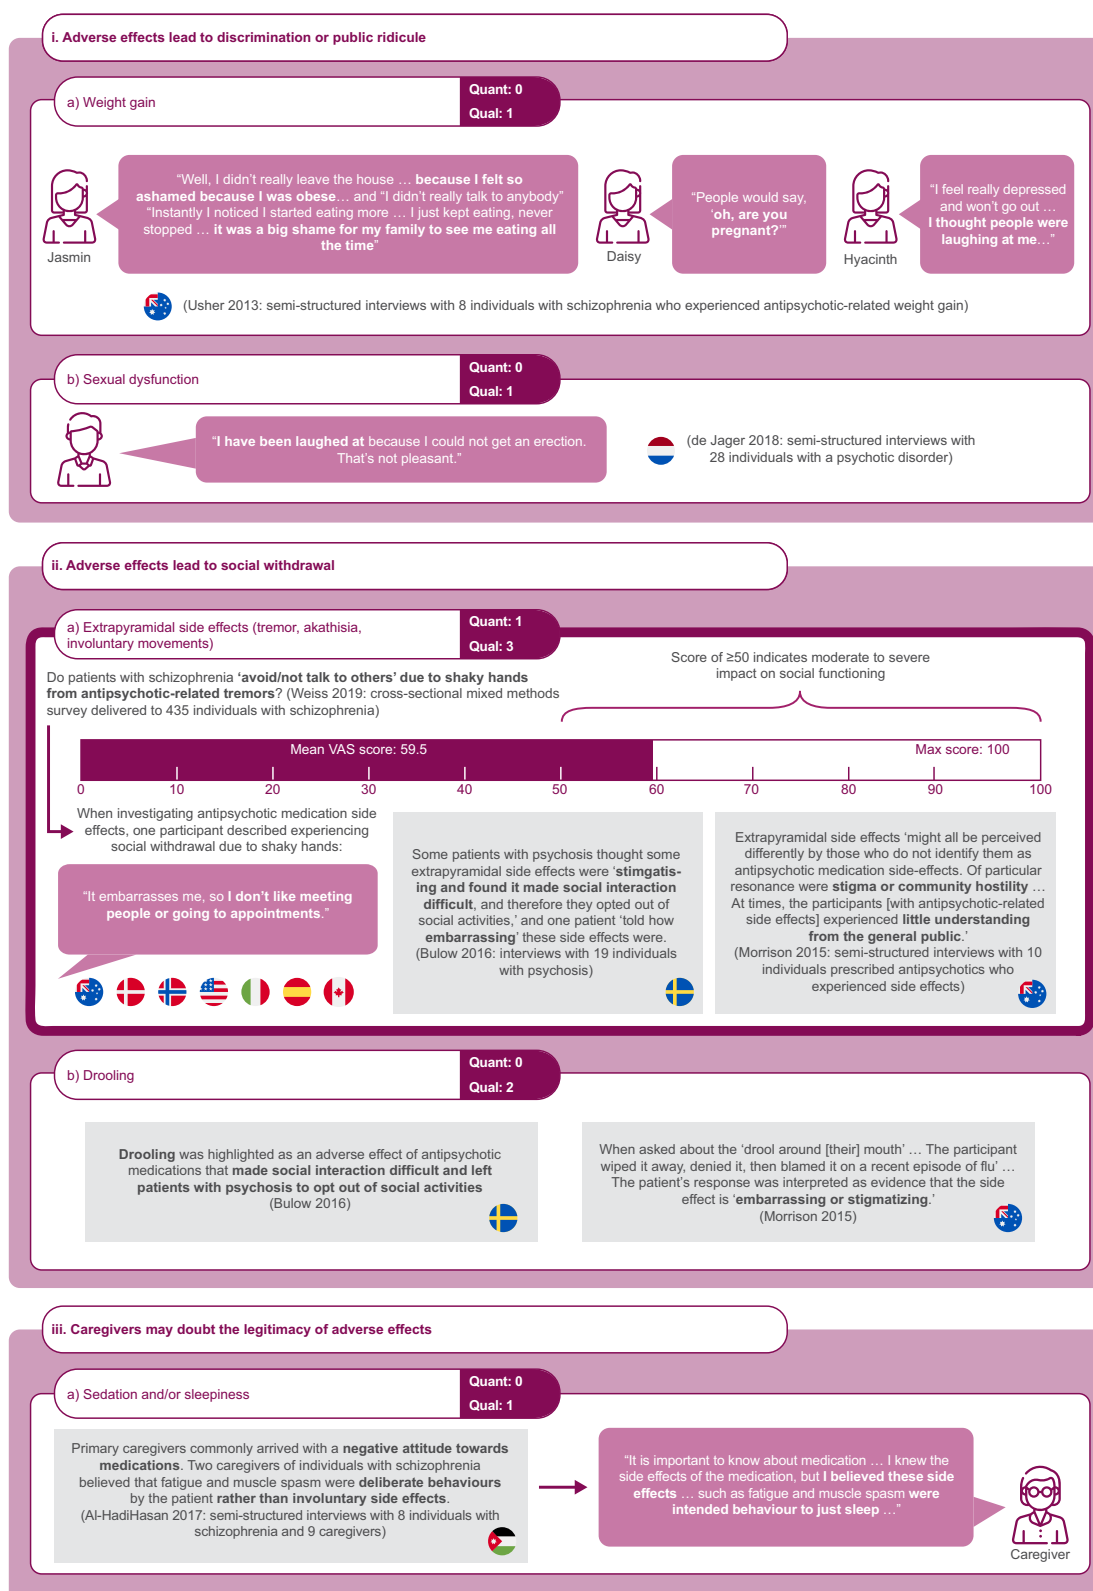 i. Adverse effects lead to discrimination or public ridicule
a) Weight gain
Quant: 0
Qual: 1
“Well, I didn’t really leave the house … because I felt so
ashamed because I was obese… and “I didn’t really talk to anybody”
“Instantly I noticed I started eating more … I just kept eating, never
stopped … it was a big shame for my family to see me eating all
the time”
Jasmin
“People would say,
‘oh, are you
pregnant?’”
Daisy
“I feel really depressed
and won’t go out …
I thought people were
laughing at me…”
Hyacinth
(Usher 2013: semi-structured interviews with 8 individuals with schizophrenia who experienced antipsychotic-related weight gain)
b) Sexual dysfunction
Quant: 0
Qual: 1
“I have been laughed at because I could not get an erection.
That’s not pleasant.”
(de Jager 2018: semi-structured interviews with
28 individuals with a psychotic disorder)
ii. Adverse effects lead to social withdrawal
a) Extrapyramidal side effects (tremor, akathisia,
involuntary movements)
Quant: 1
Qual: 3
Do patients with schizophrenia ‘avoid/not talk to others’ due to shaky hands
from antipsychotic-related tremors? (Weiss 2019: cross-sectional mixed methods
survey delivered to 435 individuals with schizophrenia)
Score of ≥50 indicates moderate to severe
impact on social functioning
Mean VAS score: 59.5
Max score: 100
0 10 20 30 40 50 60 70 80 90 100
When investigating antipsychotic medication side
effects, one participant described experiencing
social withdrawal due to shaky hands:
“It embarrasses me, so I don’t like meeting
people or going to appointments.”
Some patients with psychosis thought some
extrapyramidal side effects were ‘stimgatis-
ing and found it made social interaction
difficult, and therefore they opted out of
social activities,’ and one patient ‘told how
embarrassing’ these side effects were.
(Bulow 2016: interviews with 19 individuals
with psychosis)
Extrapyramidal side effects ‘might all be perceived
differently by those who do not identify them as
antipsychotic medication side-effects. Of particular
resonance were stigma or community hostility …
At times, the participants [with antipsychotic-related
side effects] experienced little understanding
from the general public.’
(Morrison 2015: semi-structured interviews with 10
individuals prescribed antipsychotics who
experienced side effects)
b) Drooling
Quant: 0
Qual: 2
Drooling was highlighted as an adverse effect of antipsychotic
medications that made social interaction difficult and left
patients with psychosis to opt out of social activities
(Bulow 2016)
When asked about the ‘drool around [their] mouth’ … The participant
wiped it away, denied it, then blamed it on a recent episode of flu’ …
The patient’s response was interpreted as evidence that the side
effect is ‘embarrassing or stigmatizing.’
(Morrison 2015)
iii. Caregivers may doubt the legitimacy of adverse effects
a) Sedation and/or sleepiness
Quant: 0
Qual: 1
Primary caregivers commonly arrived with a negative attitude towards
medications. Two caregivers of individuals with schizophrenia
believed that fatigue and muscle spasm were deliberate behaviours
by the patient rather than involuntary side effects.
(Al-HadiHasan 2017: semi-structured interviews with 8 individuals with
schizophrenia and 9 caregivers)
“It is important to know about medication … I knew the
side effects of the medication, but I believed these side
effects … such as fatigue and muscle spasm were
intended behaviour to just sleep …”
Caregiver